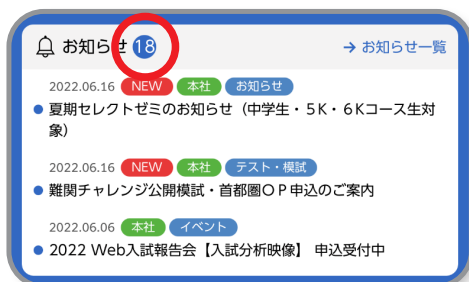 お知らせ 18 → お知らせ一覧
2022.06.16 NEW 本社 お知らせ
夏期セレクトゼミのお知らせ（中学生・５K・６Kコース生対
象）
2022.06.16 NEW 本社 テスト・模試
難関チャレンジ公開模試・首都圏ＯＰ申込のご案内
2022.06.06 本社 イベント
2022 Web入試報告会【入試分析映像】 申込受付中